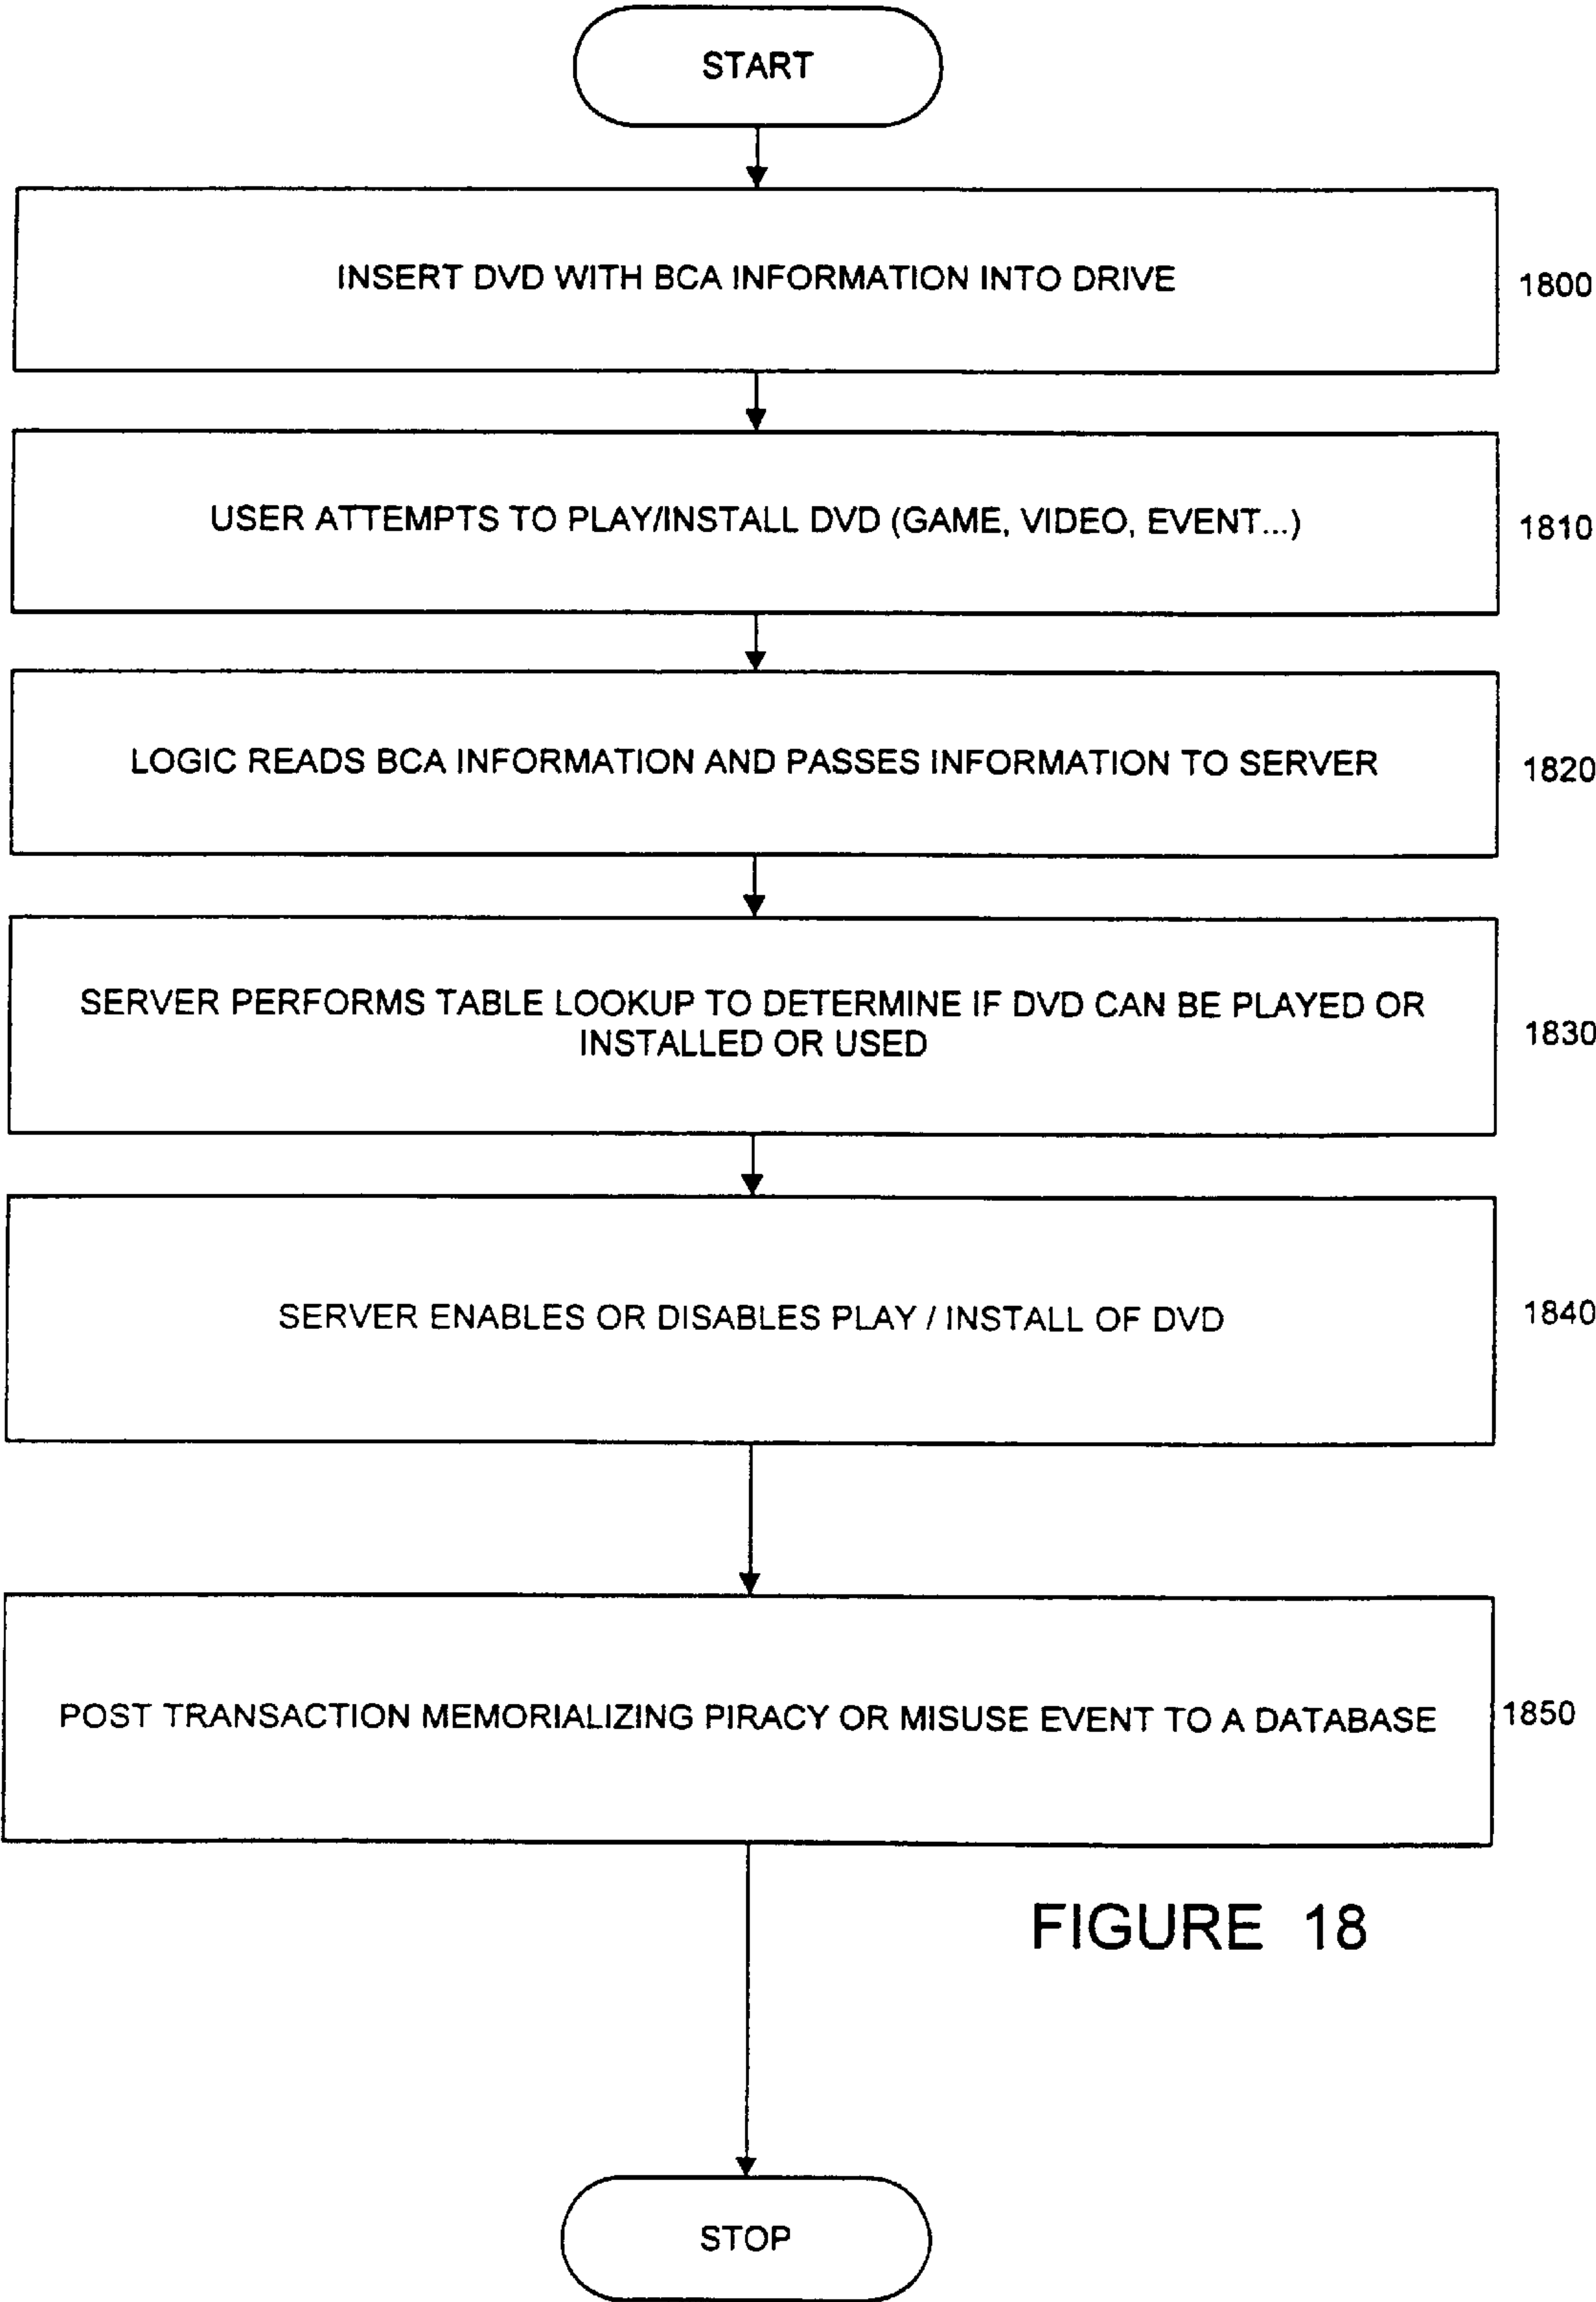 START
INSERT DVD WITH BCA INFORMATION INTO DRIVE
1800
USER ATTEMPTS TO PLAY/INSTALL DVD (GAME, VIDEO, EVENT...)
1810
LOGIC READS BCA INFORMATION AND PASSES INFORMATION TO SERVER
1820
SERVER PERFORMS TABLE LOOKUP TO DETERMINE IF DVD CAN BE PLAYED OR
INSTALLED OR USED
1830
SERVER ENABLES OR DISABLES PLAY / INSTALL OF DVD
1840
POST TRANSACTION MEMORIALIZING PIRACY OR MISUSE EVENT TO A DATABASE
1850
FIGURE 18
STOP